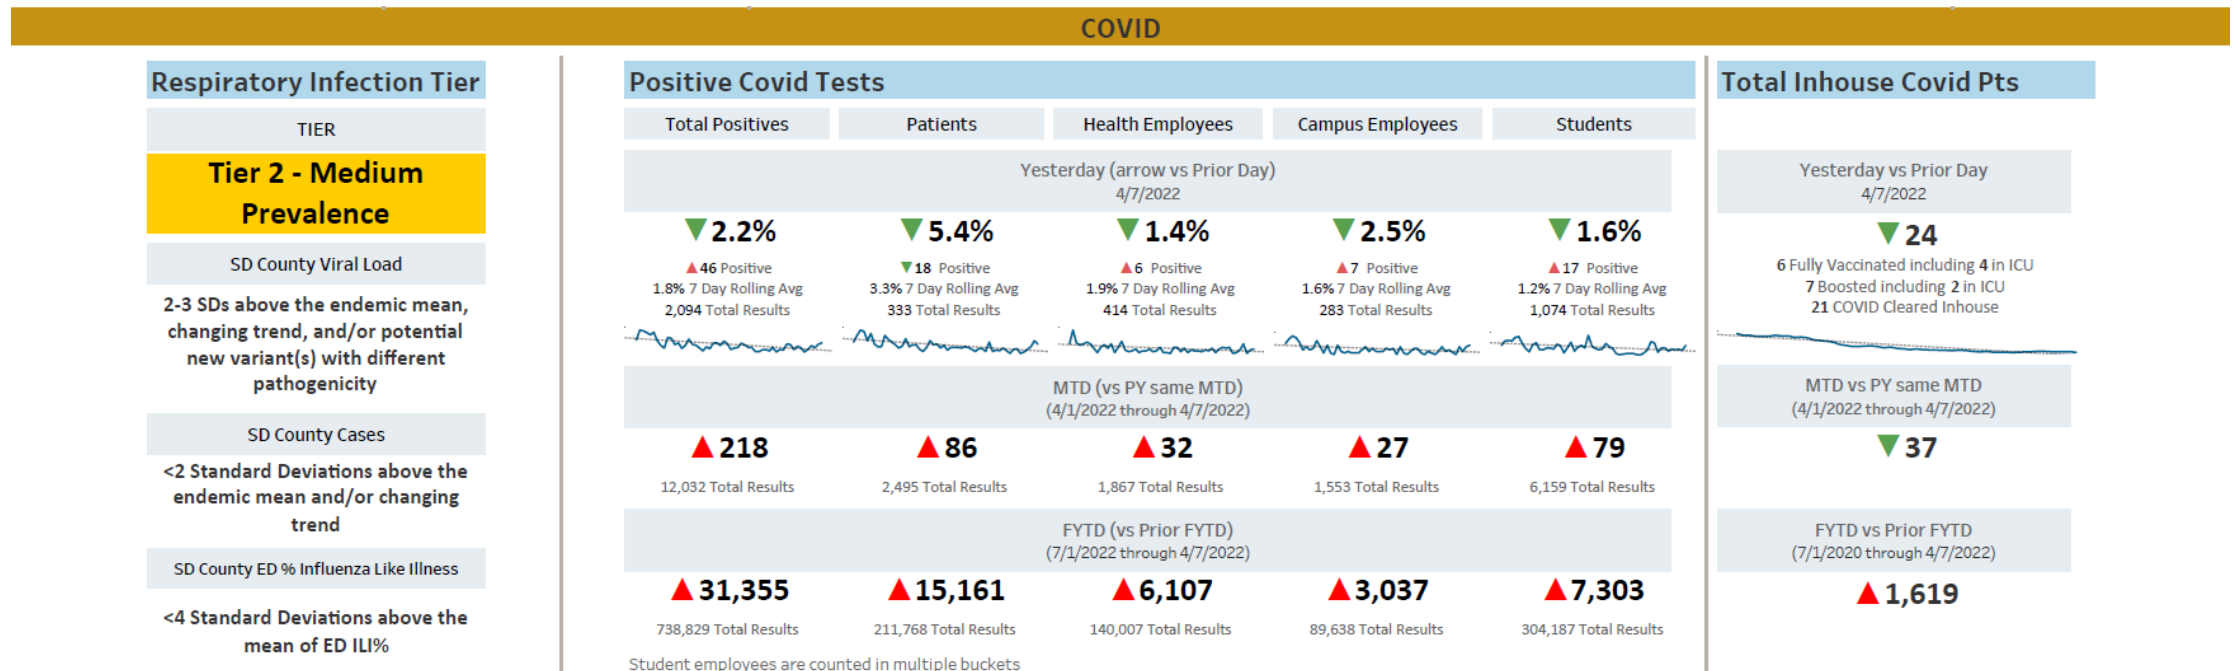 COVID
Respiratory Infection Tier
TIER
Tier 2 - Medium
Prevalence
SD County Viral Load
2-3 SDs above the endemic mean,
changing trend, and/or potential
new variant(s) with different
pathogenicity
SD County Cases
<2 Standard Deviations above the
endemic mean and/or changing
trend
SD County ED % Influenza Like Illness
<4 Standard Deviations above the
mean of ED ILI%
Positive Covid Tests
Total Positives Patients Health Employees Campus Employees Students
Yesterday (arrow vs Prior Day)
4/7/2022
▼2.2% ▼5.4% ▼1.4% ▼2.5% ▼1.6%
▲46 Positive ▼18 Positive ▲6 Positive ▲7 Positive ▲17 Positive
1.8% 7 Day Rolling Avg 3.3% 7 Day Rolling Avg 1.9% 7 Day Rolling Avg 1.6% 7 Day Rolling Avg 1.2% 7 Day Rolling Avg
2,094 Total Results 333 Total Results 414 Total Results 283 Total Results 1,074 Total Results
MTD (vs PY same MTD)
(4/1/2022 through 4/7/2022)
▲218 ▲86 ▲32 ▲27 ▲79
12,032 Total Results 2,495 Total Results 1,867 Total Results 1,553 Total Results 6,159 Total Results
FYTD (vs Prior FYTD)
(7/1/2022 through 4/7/2022)
▲31,355 ▲15,161 ▲6,107 ▲3,037 ▲7,303
738,829 Total Results 211,768 Total Results 140,007 Total Results 89,638 Total Results 304,187 Total Results
Student employees are counted in multiple buckets
Total Inhouse Covid Pts
Yesterday vs Prior Day
4/7/2022
▼24
6 Fully Vaccinated including 4 in ICU
7 Boosted including 2 in ICU
21 COVID Cleared Inhouse
MTD vs PY same MTD
(4/1/2022 through 4/7/2022)
▼37
FYTD vs Prior FYTD
(7/1/2020 through 4/7/2022)
▲1,619